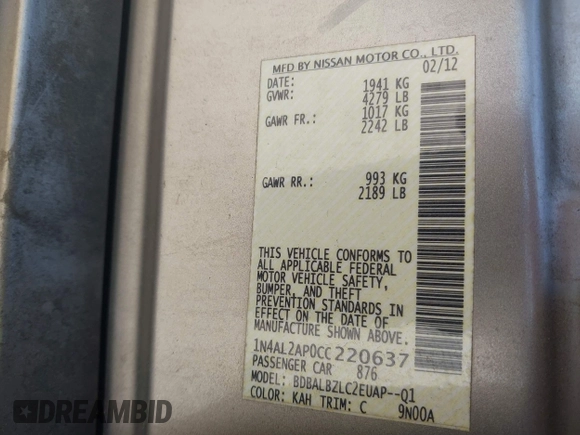 MFD BY NISSAN MOTOR CO., LTD.
DATE: 02/12
GVWR: 1941 KG
4279 LB
GAWR FR.: 1017 KG
2242 LB
GAWR RR.: 993 KG
2189 LB
THIS VEHICLE CONFORMS TO
ALL APPLICABLE FEDERAL
MOTOR VEHICLE SAFETY,
BUMPER, AND THEFT
PREVENTION STANDARDS IN
EFFECT ON THE DATE OF
MANUFACTURE SHOWN ABOVE.
1N4AL2AP0CC220637
PASSENGER CAR 876
MODEL: BDBALBZLC2EUAP--Q1
COLOR: KAH TRIM: C 9N00A
DREAMBID